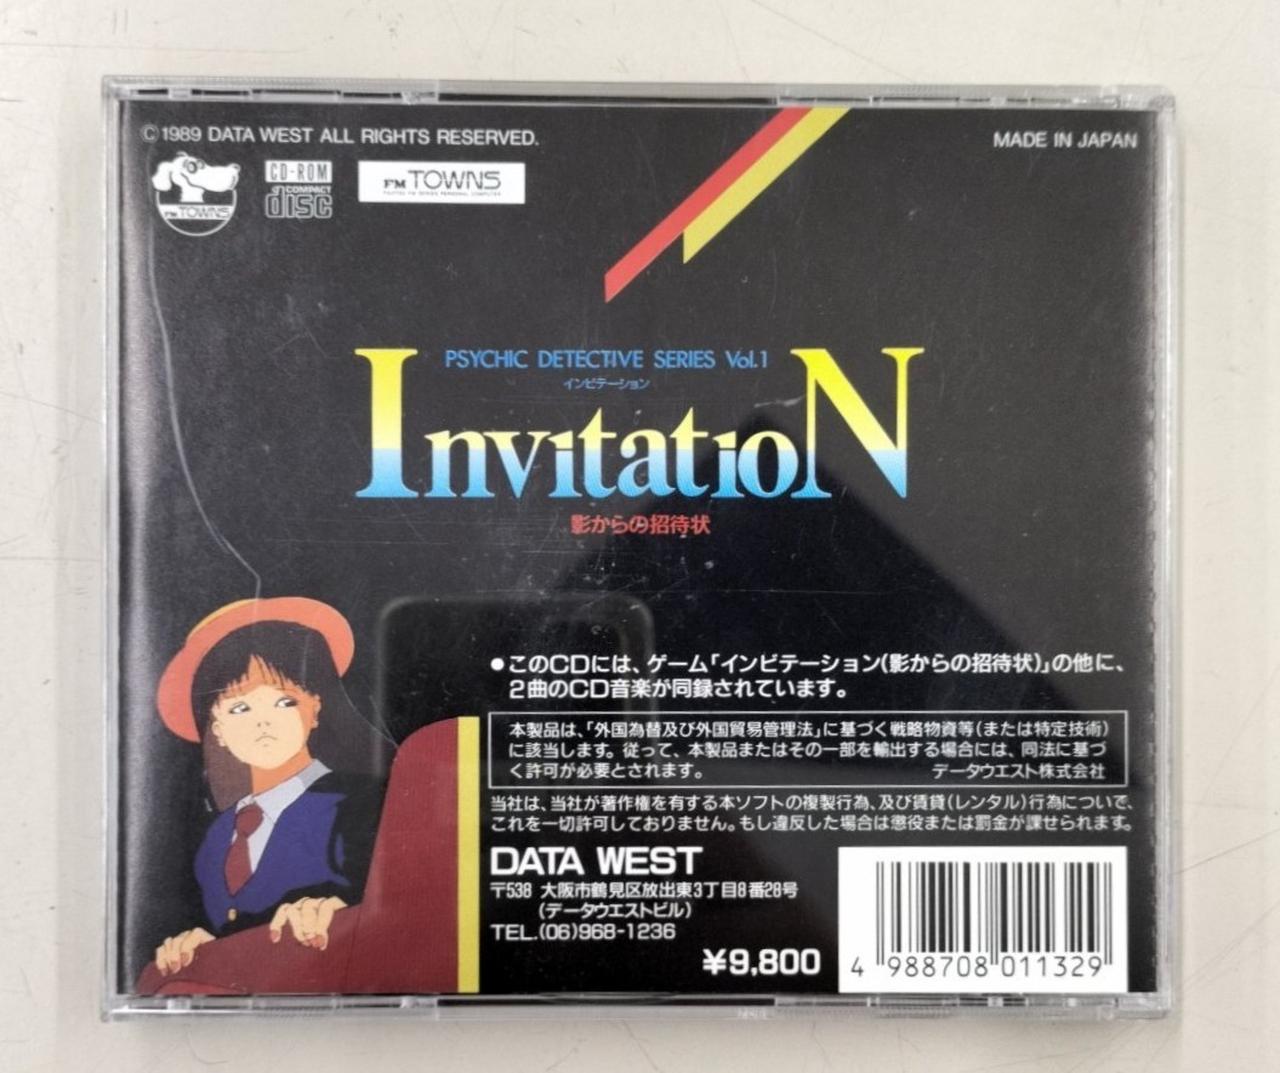 ©1989 DATA WEST ALL RIGHTS RESERVED.
MADE IN JAPAN
FM TOWNS
CD-ROM
COMPACT
disc
FM TOWNS
FUJITSU FM SERIES PERSONAL COMPUTER
PSYCHIC DETECTIVE SERIES Vol.1
インビテーション
InvitatioN
影からの招待状
●このCDには、ゲーム「インビテーション(影からの招待状)」の他に、
2曲のCD音楽が同録されています。
本製品は、「外国為替及び外国貿易管理法」に基づく戦略物資等(または特定技術)
に該当します。従って、本製品またはその一部を輸出する場合には、同法に基づ
く許可が必要とされます。
データウエスト株式会社
当社は、当社が著作権を有する本ソフトの複製行為、及び賃貸(レンタル)行為について、
これを一切許可しておりません。もし違反した場合は懲役または罰金が課せられます。
DATA WEST
〒538 大阪市鶴見区放出東3丁目8番28号
(データウエストビル)
TEL.(06)968-1236
¥9,800
4 988708 011329